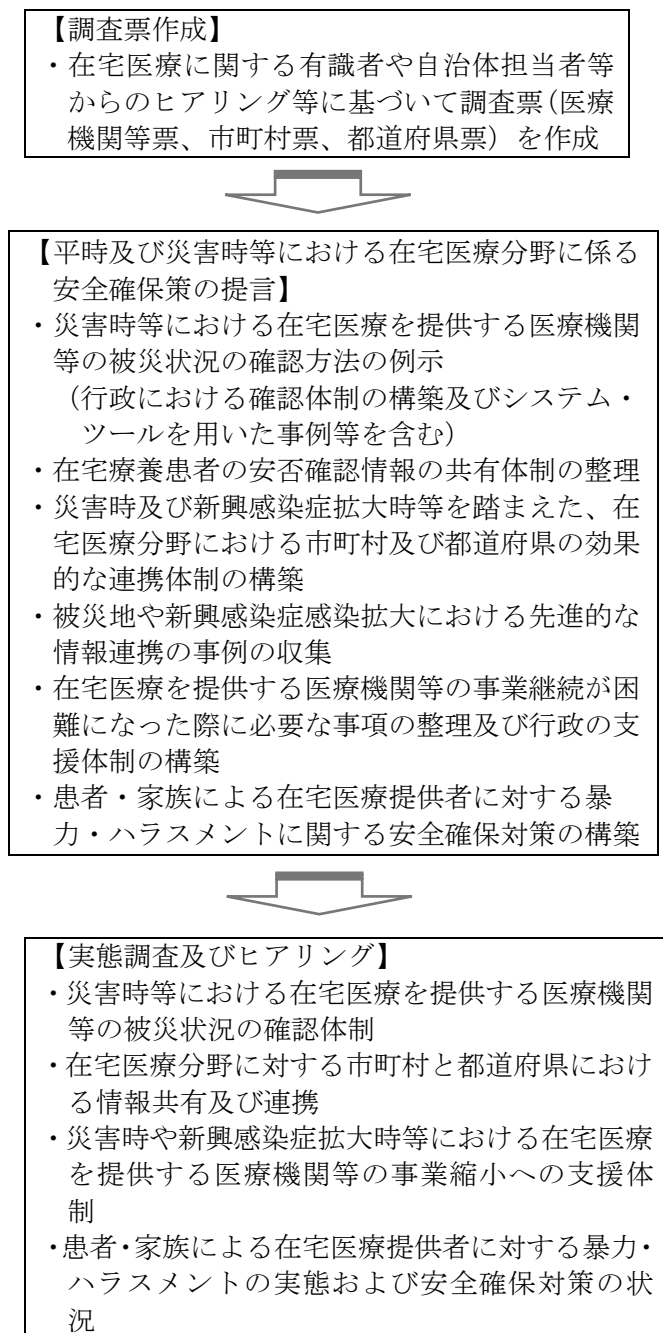 【調査票作成】
・在宅医療に関する有識者や自治体担当者等
からのヒアリング等に基づいて調査票(医療
機関等票、市町村票、都道府県票)を作成
【平時及び災害時等における在宅医療分野に係る
安全確保策の提言】
・災害時等における在宅医療を提供する医療機関
等の被災状況の確認方法の例示
(行政における確認体制の構築及びシステム・
ツールを用いた事例等を含む)
・在宅療養患者の安否確認情報の共有体制の整理
・災害時及び新興感染症拡大時等を踏まえた、在
宅医療分野における市町村及び都道府県の効果
的な連携体制の構築
・被災地や新興感染症感染拡大における先進的な
情報連携の事例の収集
・在宅医療を提供する医療機関等の事業継続が困
難になった際に必要な事項の整理及び行政の支
援体制の構築
・患者・家族による在宅医療提供者に対する暴
力・ハラスメントに関する安全確保対策の構築
【実態調査及びヒアリング】
・災害時等における在宅医療を提供する医療機関
等の被災状況の確認体制
・在宅医療分野に対する市町村と都道府県におけ
る情報共有及び連携
・災害時や新興感染症拡大時等における在宅医療
を提供する医療機関等の事業縮小への支援体
制
・患者・家族による在宅医療提供者に対する暴力・
ハラスメントの実態および安全確保対策の状
況